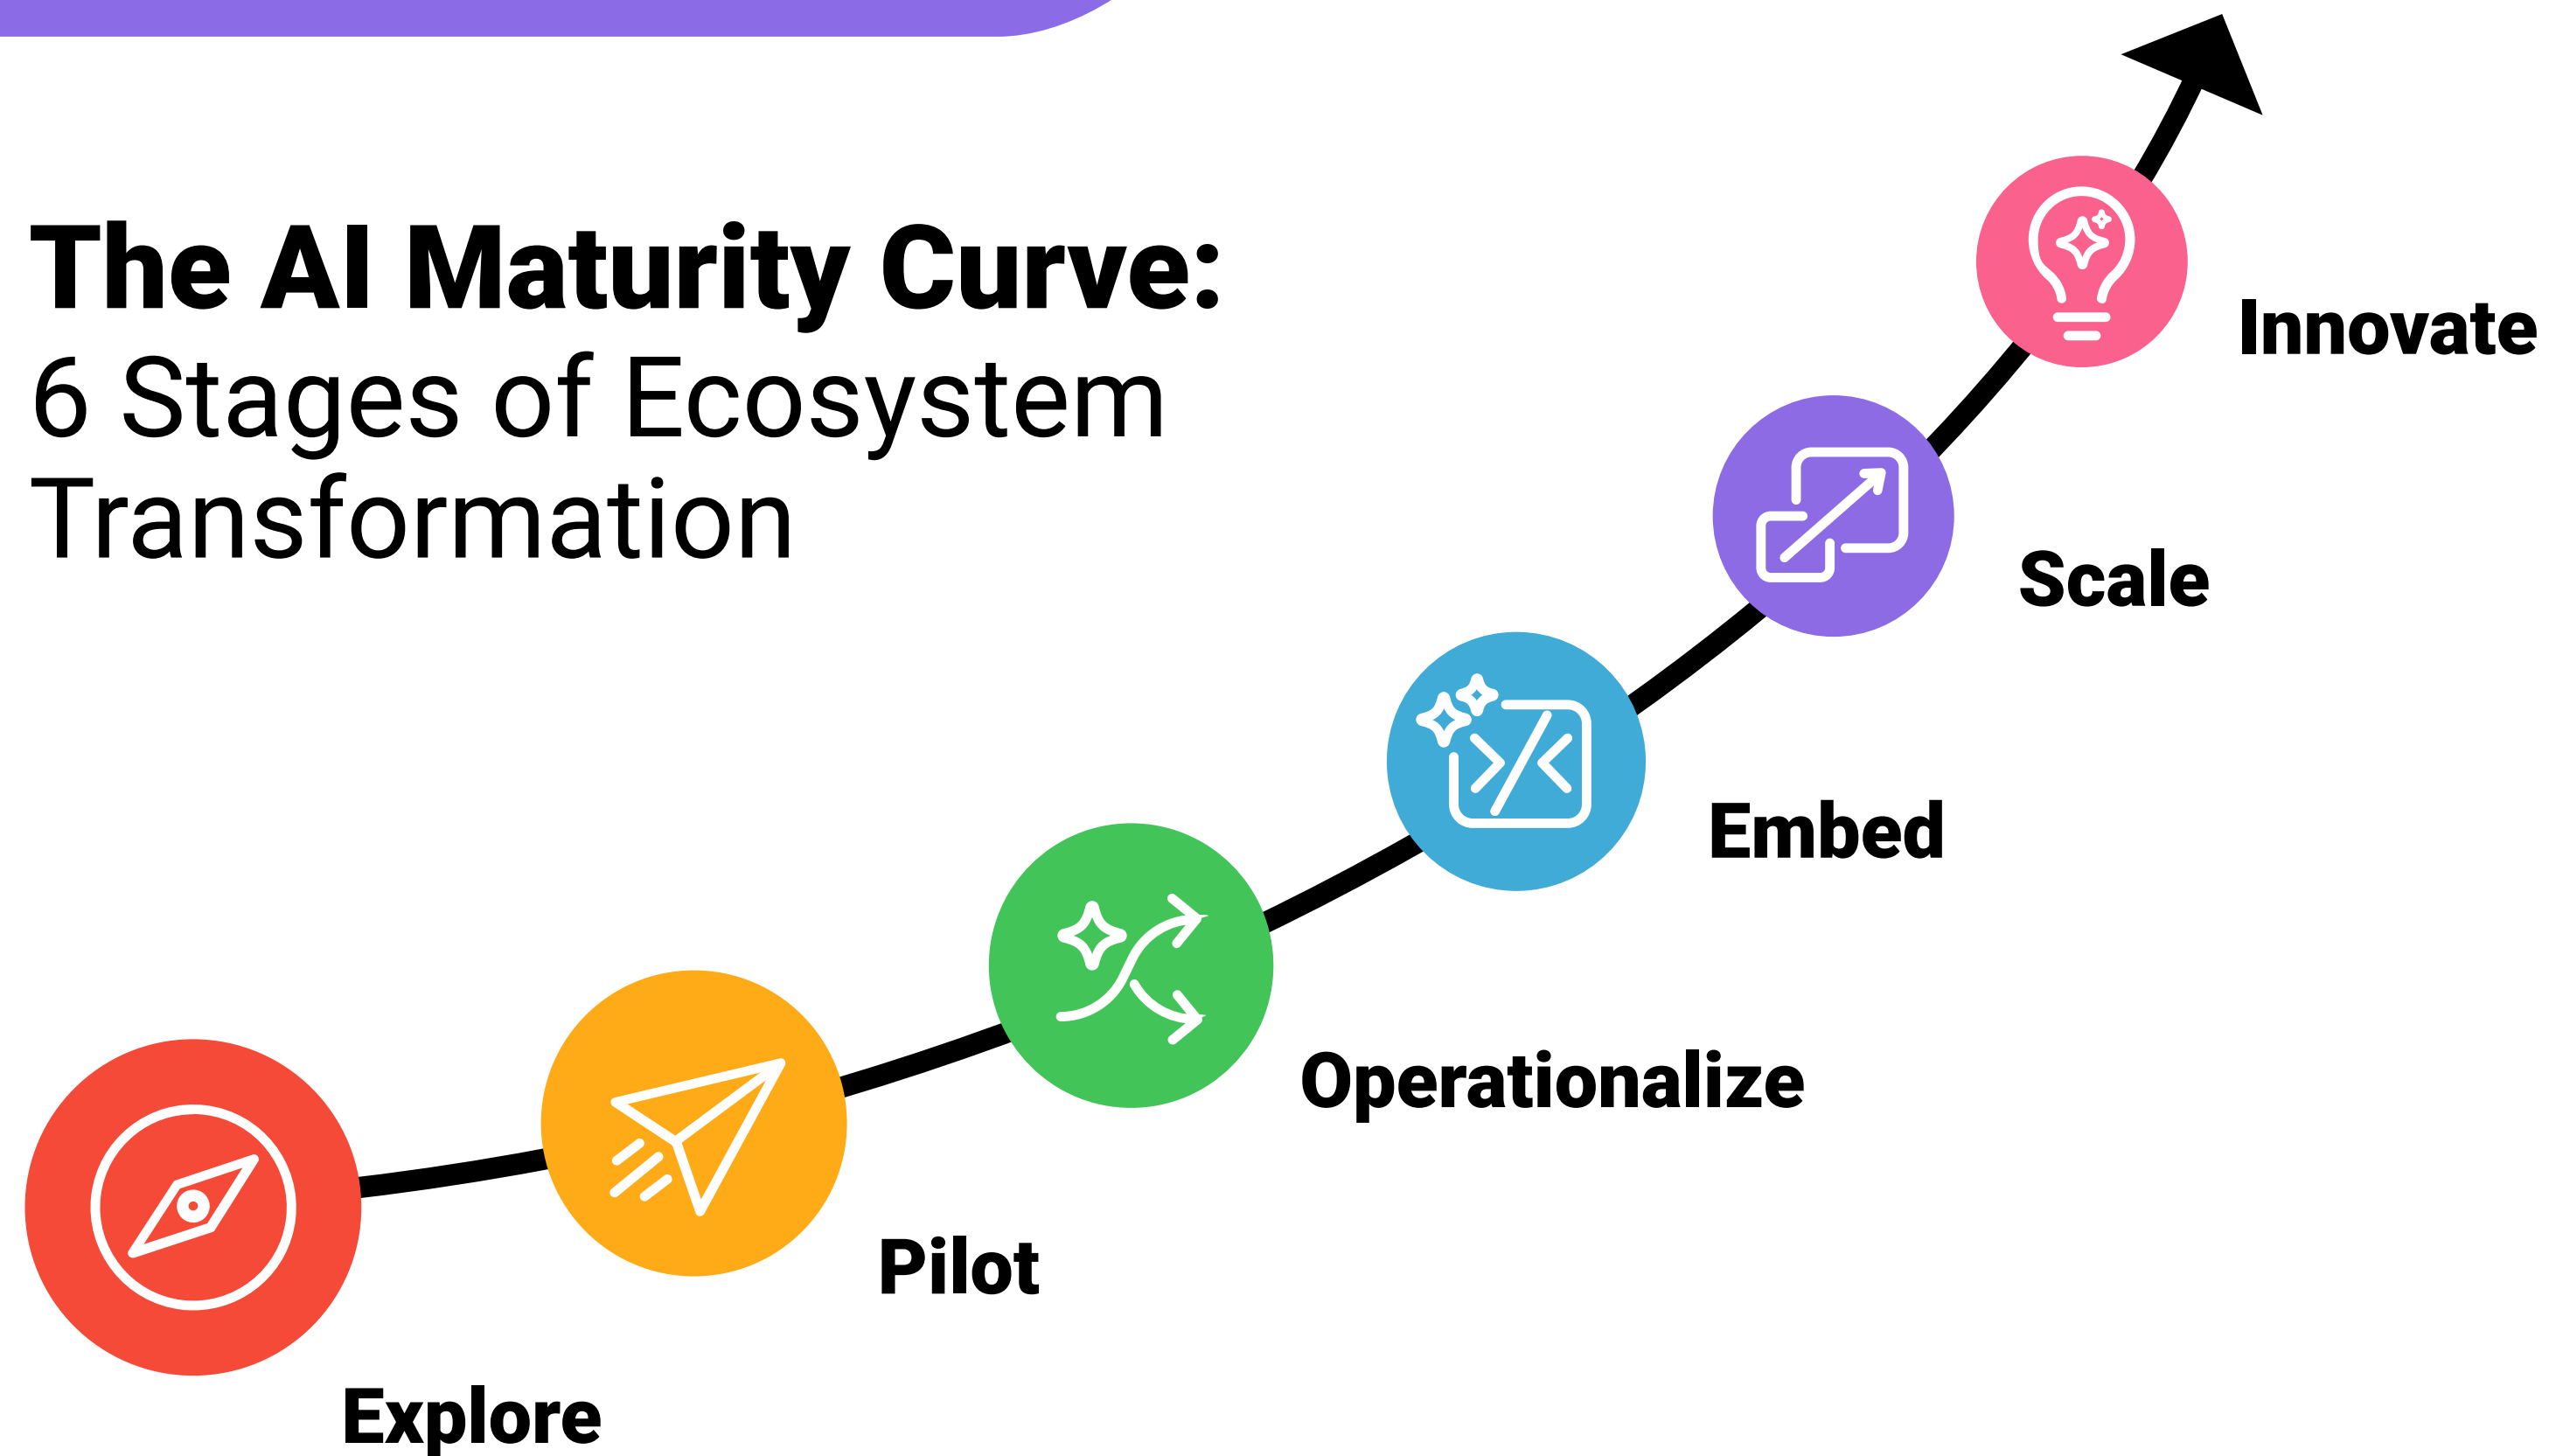 The AI Maturity Curve:
6 Stages of Ecosystem
Transformation
Innovate
Scale
Embed
Operationalize
Pilot
Explore